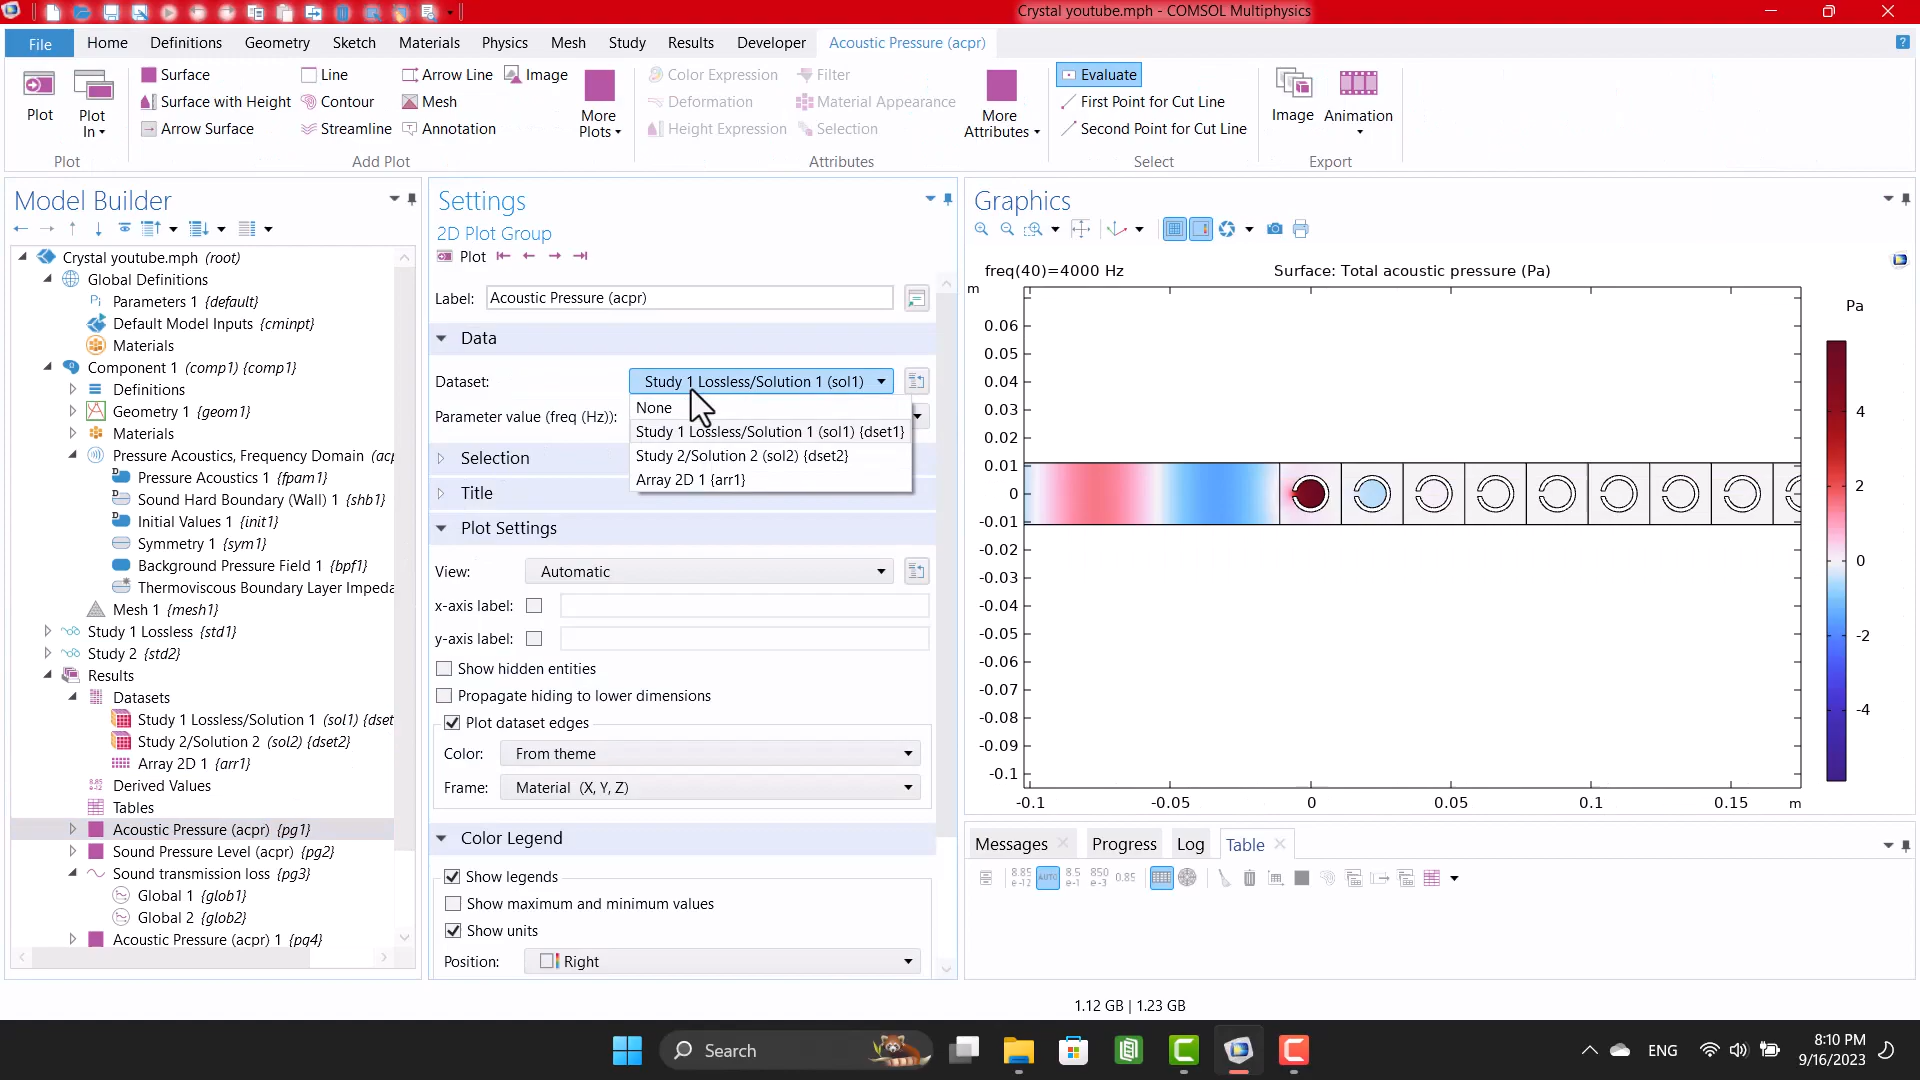 Crystal youtube.mph - COMSOL Multiphysics
File Home Definitions Geometry Sketch Materials Physics Mesh Study Results Developer Acoustic Pressure (acpr)
Plot
Plot In
Surface
Surface with Height
Arrow Surface
Line
Contour
Streamline
Arrow Line
Mesh
Annotation
Image
More Plots
Color Expression
Deformation
Height Expression
Filter
Material Appearance
Selection
More Attributes
Evaluate
First Point for Cut Line
Second Point for Cut Line
Image
Animation
Plot Add Plot Attributes Select Export
Model Builder
Crystal youtube.mph (root)
Global Definitions
Parameters 1 {default}
Default Model Inputs {cminpt}
Materials
Component 1 (comp1) {comp1}
Definitions
Geometry 1 {geom1}
Materials
Pressure Acoustics, Frequency Domain (acp
Pressure Acoustics 1 {fpam1}
Sound Hard Boundary (Wall) 1 {shb1}
Initial Values 1 {init1}
Symmetry 1 {sym1}
Background Pressure Field 1 {bpf1}
Thermoviscous Boundary Layer Impeda
Mesh 1 {mesh1}
Study 1 Lossless {std1}
Study 2 {std2}
Results
Datasets
Study 1 Lossless/Solution 1 (sol1) {dset
Study 2/Solution 2 (sol2) {dset2}
Array 2D 1 {arr1}
Derived Values
Tables
Acoustic Pressure (acpr) {pg1}
Sound Pressure Level (acpr) {pg2}
Sound transmission loss {pg3}
Global 1 {glob1}
Global 2 {glob2}
Acoustic Pressure (acpr) 1 {pg4}
Settings
2D Plot Group
Plot
Label: Acoustic Pressure (acpr)
Data
Dataset: Study 1 Lossless/Solution 1 (sol1)
Parameter value (freq (Hz)):
None
Study 1 Lossless/Solution 1 (sol1) {dset1}
Study 2/Solution 2 (sol2) {dset2}
Array 2D 1 {arr1}
Selection
Title
Plot Settings
View: Automatic
x-axis label:
y-axis label:
Show hidden entities
Propagate hiding to lower dimensions
Plot dataset edges
Color: From theme
Frame: Material (X, Y, Z)
Color Legend
Show legends
Show maximum and minimum values
Show units
Position: Right
Graphics
freq(40)=4000 Hz Surface: Total acoustic pressure (Pa)
m
Pa
0.06
0.05
0.04
0.03
0.02
0.01
0
-0.01
-0.02
-0.03
-0.04
-0.05
-0.06
-0.07
-0.08
-0.09
-0.1
-0.1 -0.05 0 0.05 0.1 0.15 m
4
2
0
-2
-4
Messages Progress Log Table
8.85 e-12 AUTO 8.5 e-1 850 e-3 0.85
1.12 GB | 1.23 GB
Search
ENG
8:10 PM
9/16/2023